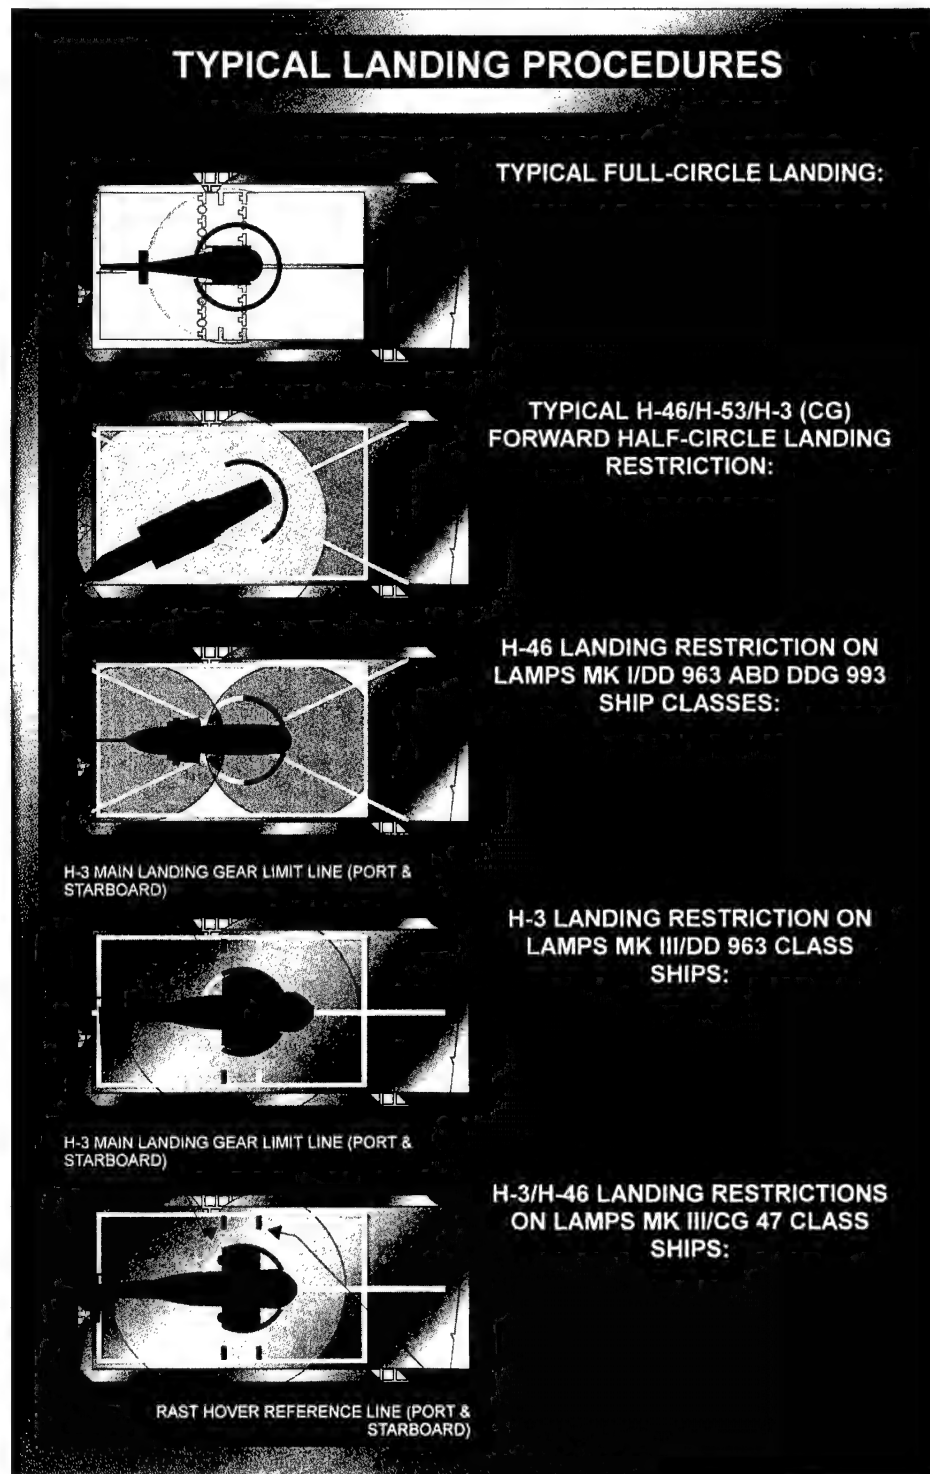 TYPICAL LANDING PROCEDURES
TYPICAL FULL-CIRCLE LANDING:
TYPICAL H-46/H-53/H-3 (CG)
FORWARD HALF-CIRCLE LANDING
RESTRICTION:
H-46 LANDING RESTRICTION ON
LAMPS MK I/DD 963 ABD DDG 993
SHIP CLASSES:
H-3 MAIN LANDING GEAR LIMIT LINE (PORT &
STARBOARD)
H-3 LANDING RESTRICTION ON
LAMPS MK III/DD 963 CLASS
SHIPS:
H-3 MAIN LANDING GEAR LIMIT LINE (PORT &
STARBOARD)
H-3/H-46 LANDING RESTRICTIONS
ON LAMPS MK III/CG 47 CLASS
SHIPS:
RAST HOVER REFERENCE LINE (PORT &
STARBOARD)